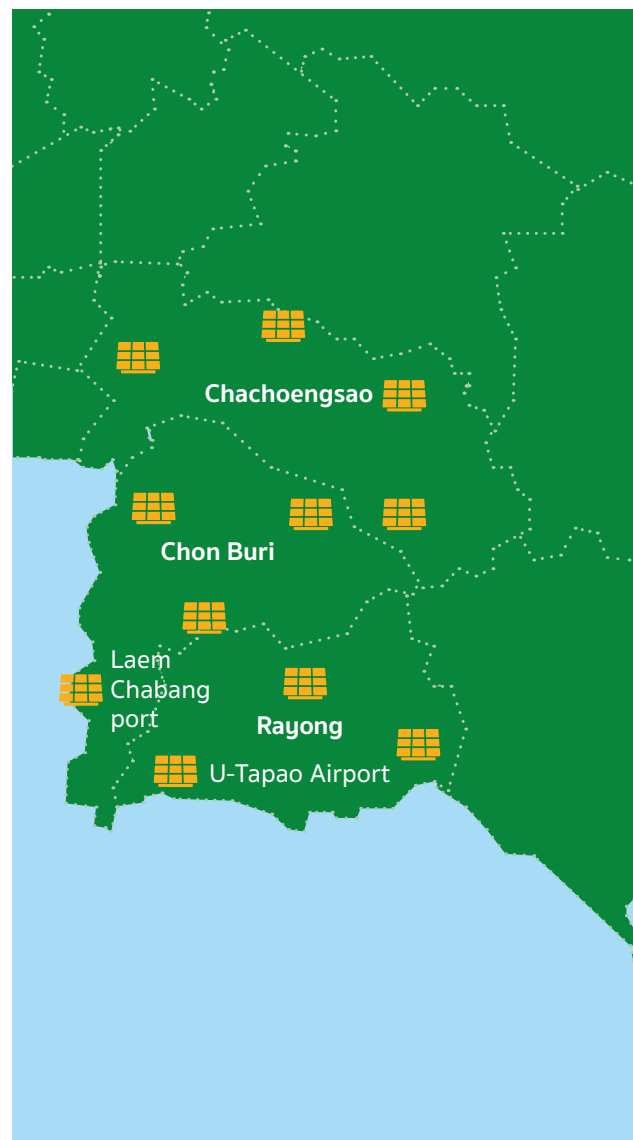 Chachoengsao
Chon Buri
Laem
Chabang
port
Rayong
U-Tapao Airport